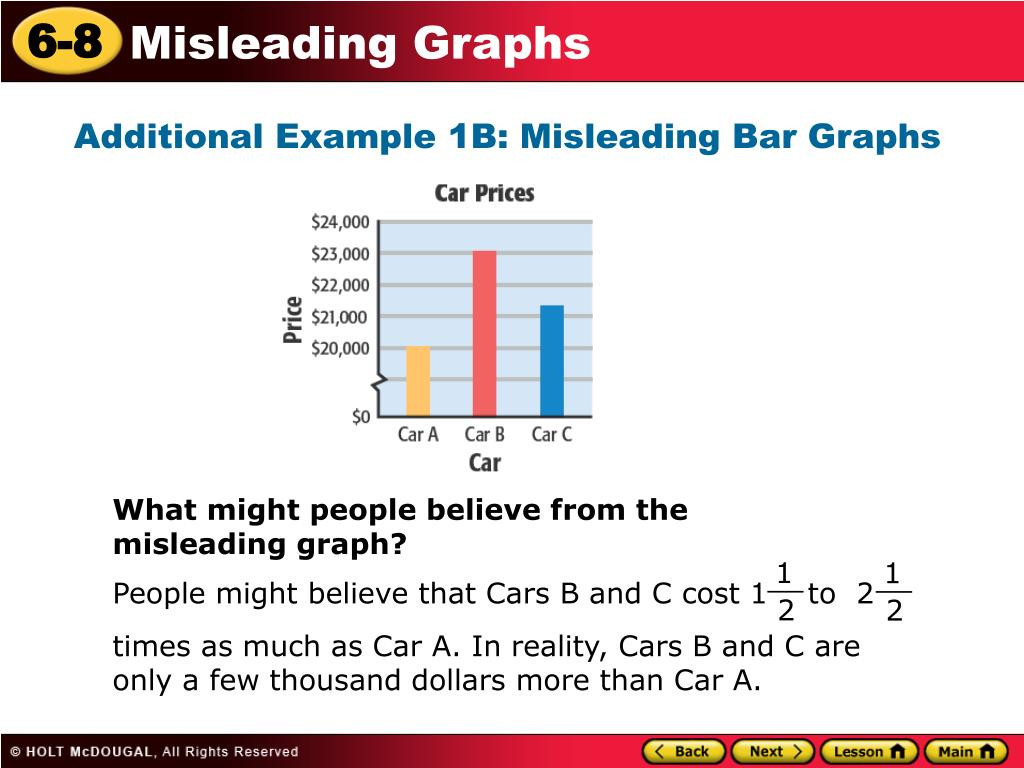 6-8 Misleading Graphs
Additional Example 1B: Misleading Bar Graphs
Car Prices
$24,000
$23,000
$22,000
$21,000
$20,000
$0
Price
Car A Car B Car C
Car
What might people believe from the
misleading graph?
People might believe that Cars B and C cost 1 1/2 to 2 1/2
times as much as Car A. In reality, Cars B and C are
only a few thousand dollars more than Car A.
© HOLT McDOUGAL, All Rights Reserved
< Back Next > Lesson Main